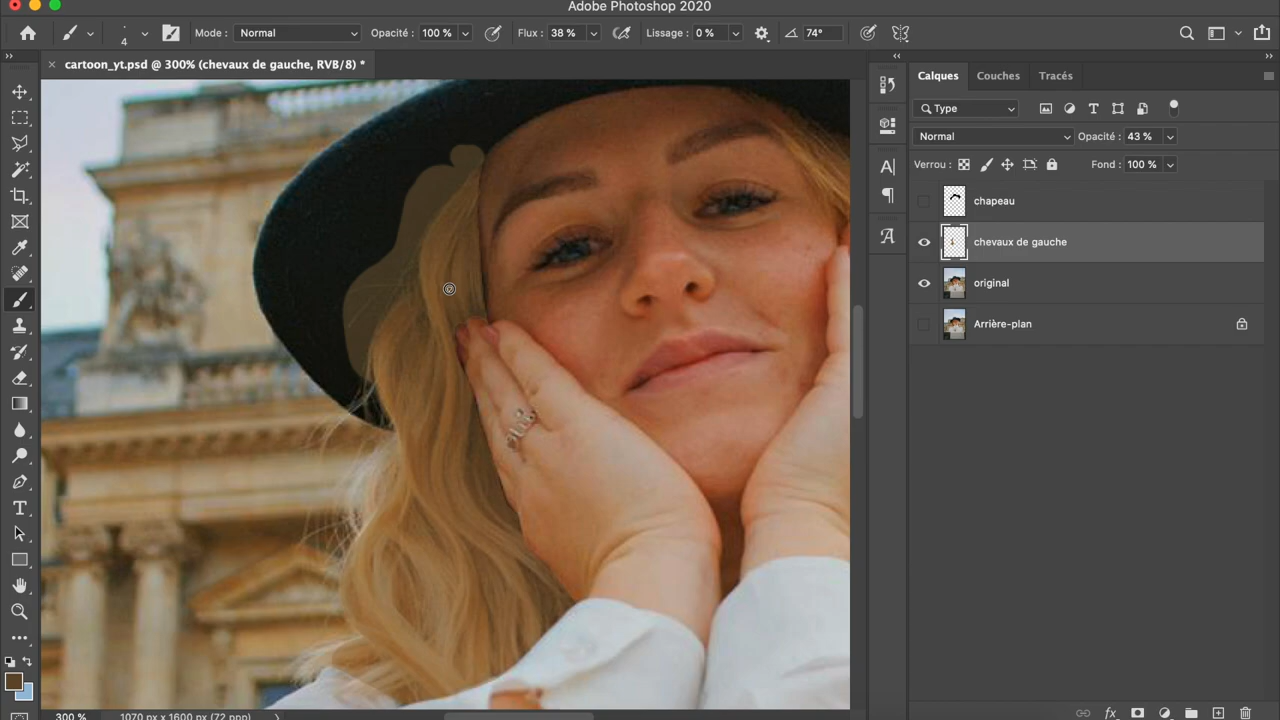 Adobe Photoshop 2020
4
Mode : Normal
Opacité : 100 %
Flux : 38 %
Lissage : 0 %
74°
cartoon_yt.psd @ 300% (chevaux de gauche, RVB/8) *
Calques
Couches
Tracés
Type
Normal
Opacité : 43 %
Verrou :
Fond : 100 %
chapeau
chevaux de gauche
original
Arrière-plan
300 %
1070 px x 1600 px (72 ppp)